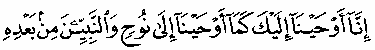 إِنَّآ أَوْحَيْنَآ إِلَيْكَ كَمَآ أَوْحَيْنَآ إِلَىٰ نُوحٍ وَٱلنَّبِيِّـۧنَ مِنۢ بَعْدِهِ